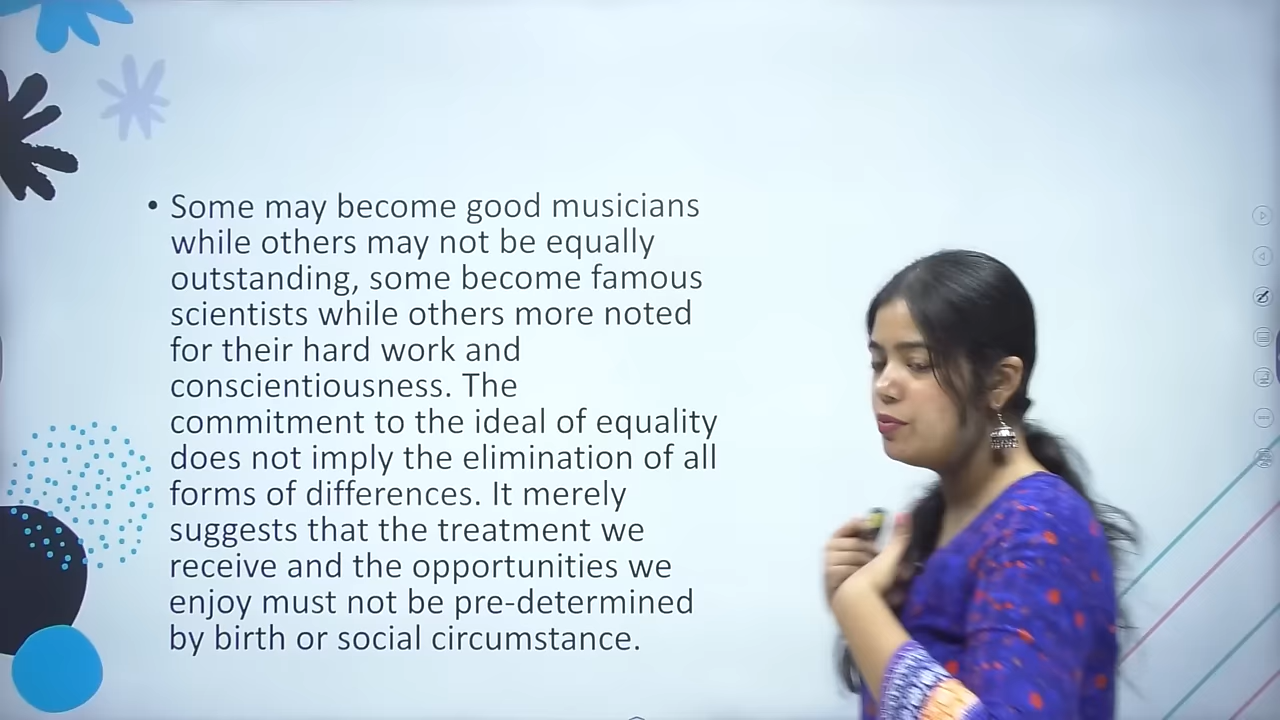 • Some may become good musicians
while others may not be equally
outstanding, some become famous
scientists while others more noted
for their hard work and
conscientiousness. The
commitment to the ideal of equality
does not imply the elimination of all
forms of differences. It merely
suggests that the treatment we
receive and the opportunities we
enjoy must not be pre-determined
by birth or social circumstance.